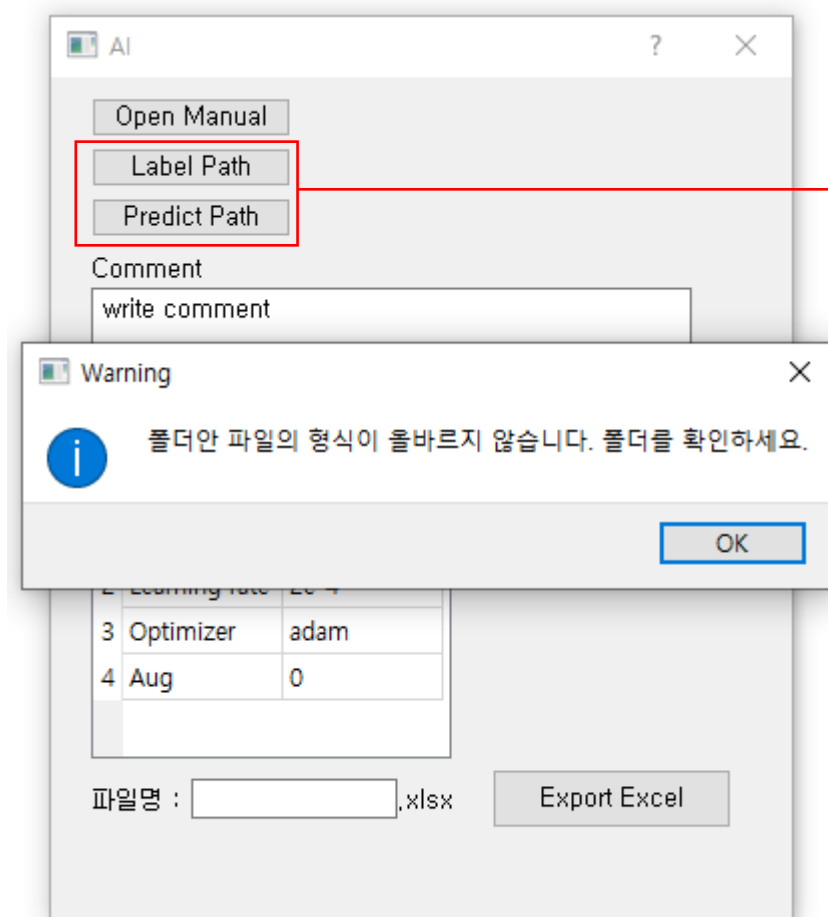 AI
?
Open Manual
Label Path
Predict Path
Comment
write comment
Warning
i
폴더안 파일의 형식이 올바르지 않습니다. 폴더를 확인하세요.
OK
3 Optimizer adam
4 Aug 0
파일명 : .xlsx Export Excel